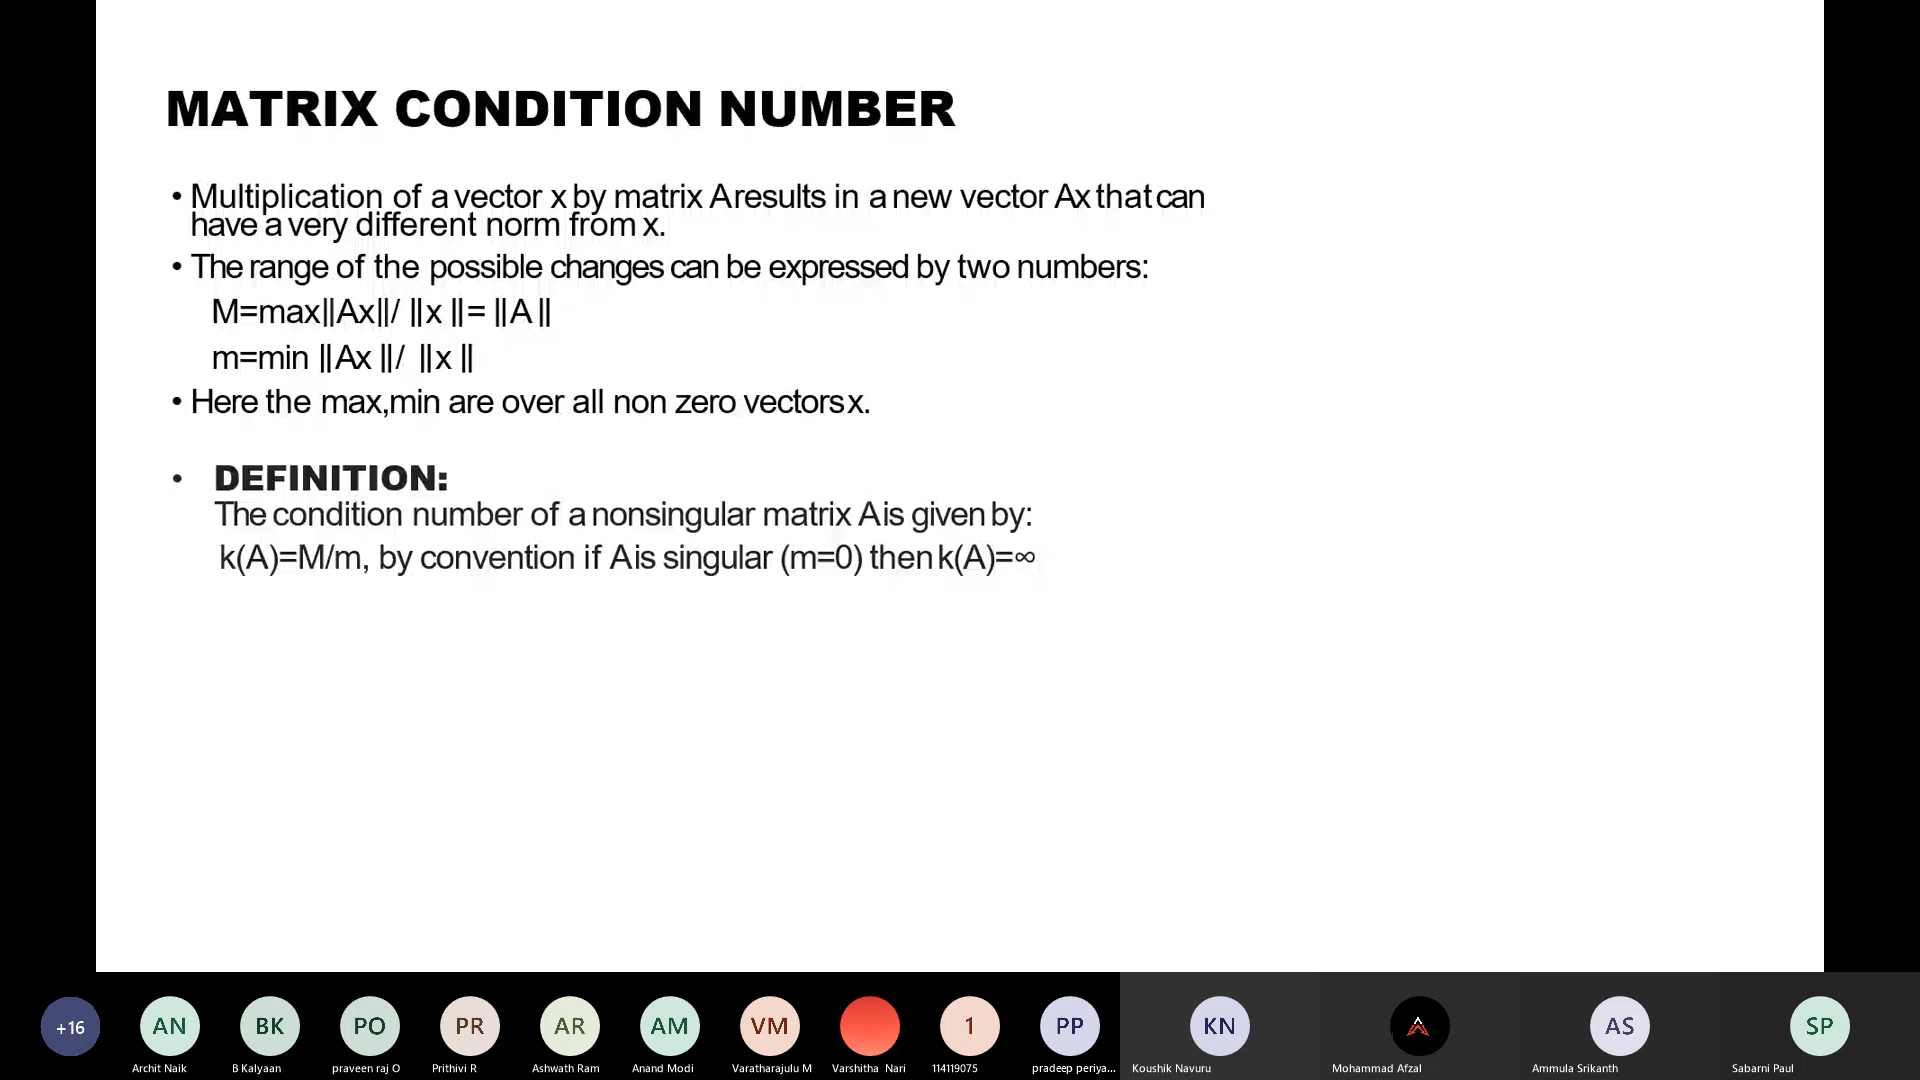 MATRIX CONDITION NUMBER
• Multiplication of a vector x by matrix A results in a new vector Ax that can
have a very different norm from x.
• The range of the possible changes can be expressed by two numbers:
M=max||Ax||/ ||x ||= ||A ||
m=min ||Ax ||/ ||x ||
• Here the max,min are over all non zero vectors x.
• DEFINITION:
The condition number of a nonsingular matrix A is given by:
k(A)=M/m, by convention if A is singular (m=0) then k(A)=∞
+16 AN BK PO PR AR AM VM 1 PP KN AS SP
Archit Naik B Kalyaan praveen raj O Prithivi R Ashwath Ram Anand Modi Varatharajulu M Varshitha Nari 114119075 pradeep periya... Koushik Navuru Mohammad Afzal Ammula Srikanth Sabarni Paul